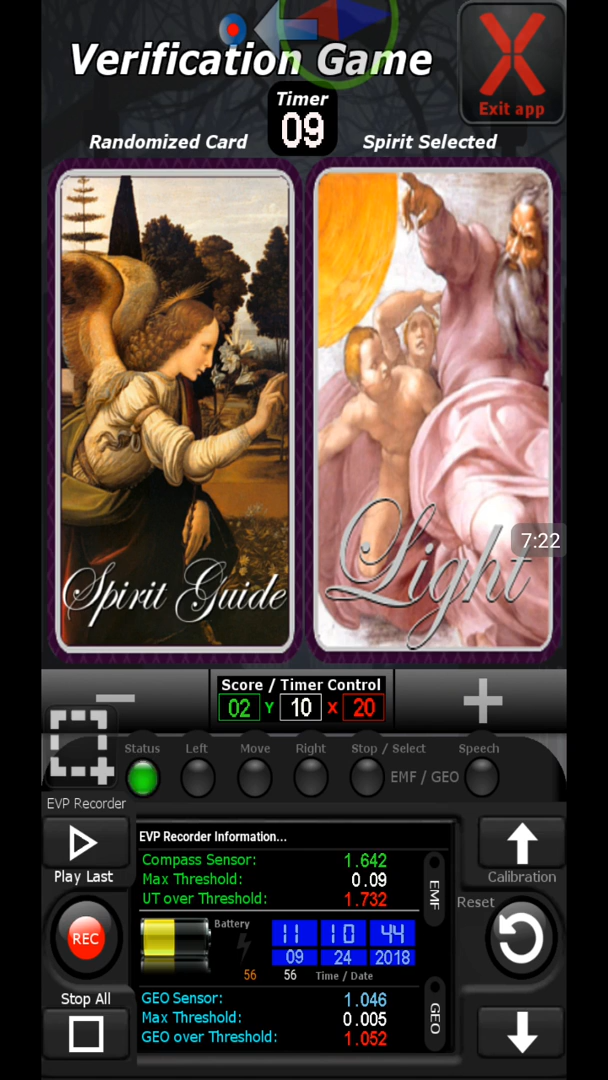 Verification Game
Exit app
Timer
09
Randomized Card
Spirit Selected
Spirit Guide
Light
7:22
Score / Timer Control
02 Y 10 X 20
Status Left Move Right Stop / Select Speech
EMF / GEO
EVP Recorder
Play Last
REC
Stop All
EVP Recorder Information...
Compass Sensor: 1.642
Max Threshold: 0.09
UT over Threshold: 1.732
EMF
Battery
11 10 44
09 24 2018
56 56 Time / Date
GEO Sensor: 1.046
Max Threshold: 0.005
GEO over Threshold: 1.052
GEO
Calibration
Reset